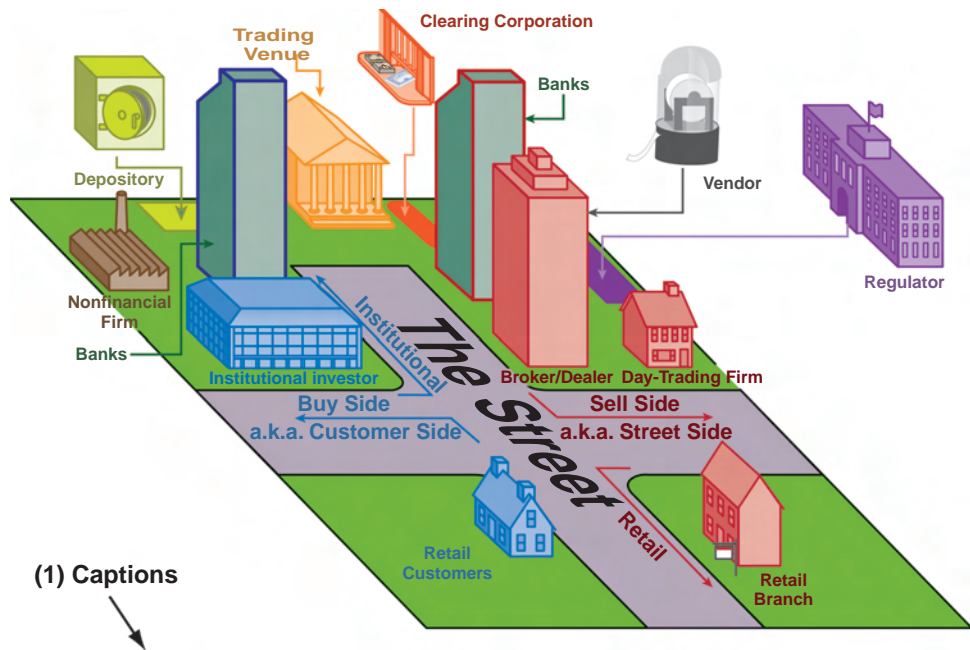 Clearing Corporation
Trading
Venue
Banks
Depository
Vendor
Regulator
Nonfinancial
Firm
Banks
Institutional investor
Institutional
The Street
Broker/Dealer
Day-Trading Firm
Buy Side
a.k.a. Customer Side
Sell Side
a.k.a. Street Side
Retail
Retail
Customers
Retail
Branch
(1) Captions